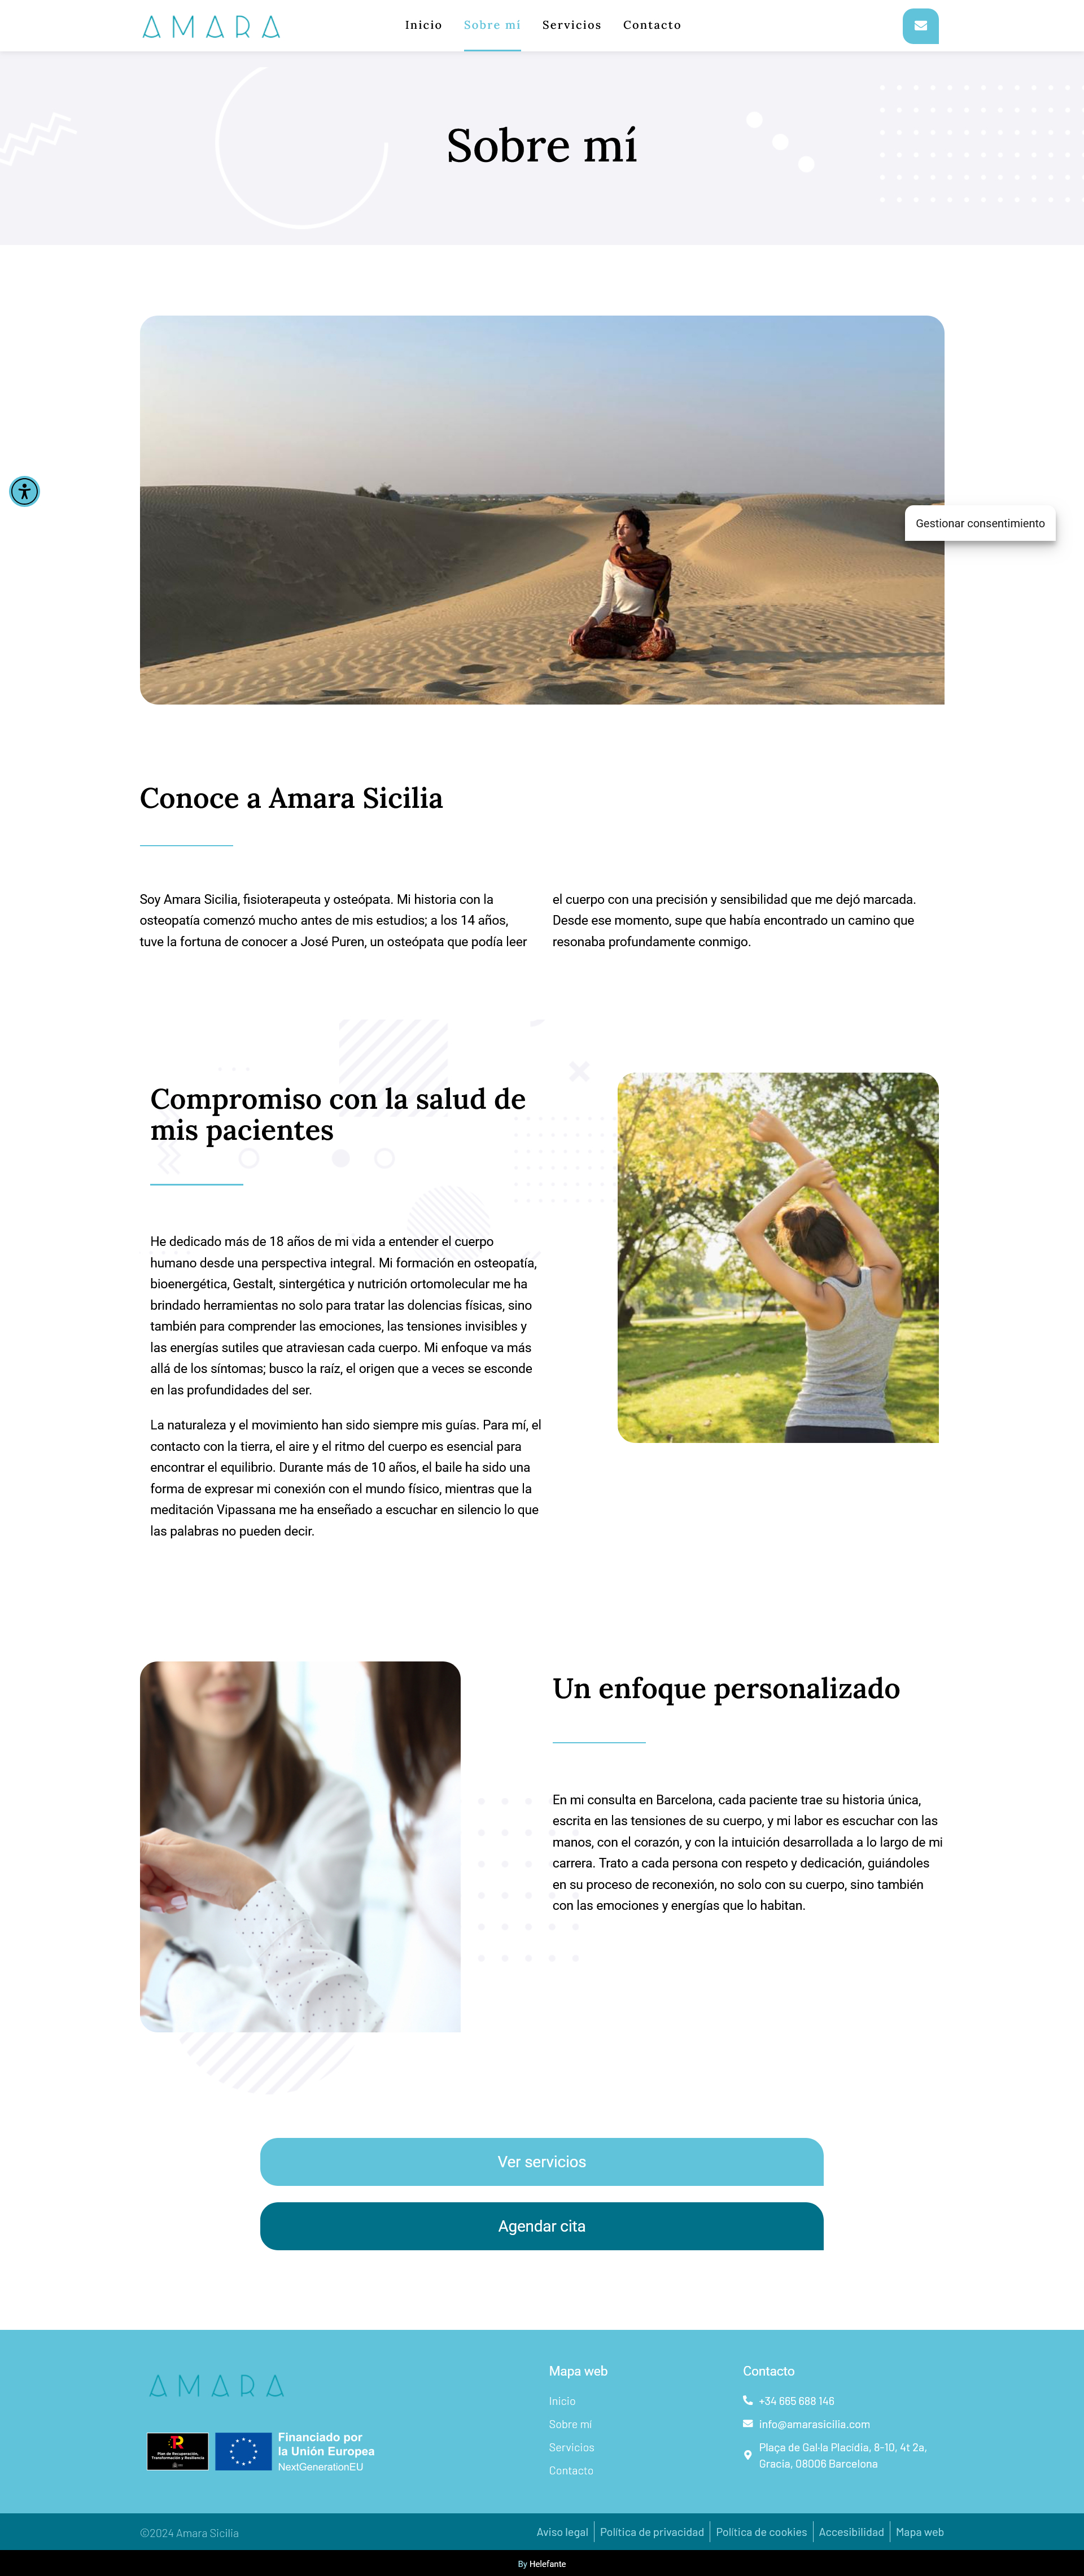 AMARA
Inicio
Sobre mí
Servicios
Contacto
Sobre mí
Gestionar consentimiento
Conoce a Amara Sicilia
Soy Amara Sicilia, fisioterapeuta y osteópata. Mi historia con la
osteopatía comenzó mucho antes de mis estudios; a los 14 años,
tuve la fortuna de conocer a José Puren, un osteópata que podía leer
el cuerpo con una precisión y sensibilidad que me dejó marcada.
Desde ese momento, supe que había encontrado un camino que
resonaba profundamente conmigo.
Compromiso con la salud de
mis pacientes
He dedicado más de 18 años de mi vida a entender el cuerpo
humano desde una perspectiva integral. Mi formación en osteopatía,
bioenergética, Gestalt, sintergética y nutrición ortomolecular me ha
brindado herramientas no solo para tratar las dolencias físicas, sino
también para comprender las emociones, las tensiones invisibles y
las energías sutiles que atraviesan cada cuerpo. Mi enfoque va más
allá de los síntomas; busco la raíz, el origen que a veces se esconde
en las profundidades del ser.
La naturaleza y el movimiento han sido siempre mis guías. Para mí, el
contacto con la tierra, el aire y el ritmo del cuerpo es esencial para
encontrar el equilibrio. Durante más de 10 años, el baile ha sido una
forma de expresar mi conexión con el mundo físico, mientras que la
meditación Vipassana me ha enseñado a escuchar en silencio lo que
las palabras no pueden decir.
Un enfoque personalizado
En mi consulta en Barcelona, cada paciente trae su historia única,
escrita en las tensiones de su cuerpo, y mi labor es escuchar con las
manos, con el corazón, y con la intuición desarrollada a lo largo de mi
carrera. Trato a cada persona con respeto y dedicación, guiándoles
en su proceso de reconexión, no solo con su cuerpo, sino también
con las emociones y energías que lo habitan.
Ver servicios
Agendar cita
AMARA
Plan de Recuperación,
Transformación y Resiliencia
Financiado por
la Unión Europea
NextGenerationEU
Mapa web
Inicio
Sobre mí
Servicios
Contacto
Contacto
+34 665 688 146
info@amarasicilia.com
Plaça de Gal·la Placídia, 8-10, 4t 2a,
Gracia, 08006 Barcelona
©2024 Amara Sicilia
Aviso legal
Política de privacidad
Política de cookies
Accesibilidad
Mapa web
By Helefante